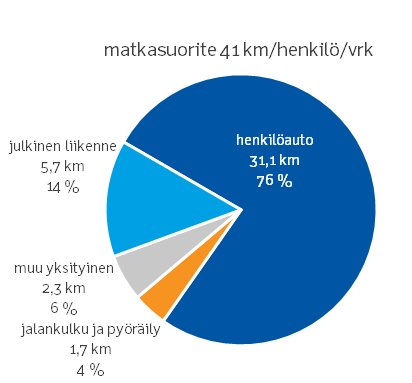 matkasuorite 41 km/henkilö/vrk
henkilöauto
31,1 km
76 %
julkinen liikenne
5,7 km
14 %
muu yksityinen
2,3 km
6 %
jalankulku ja pyöräily
1,7 km
4 %